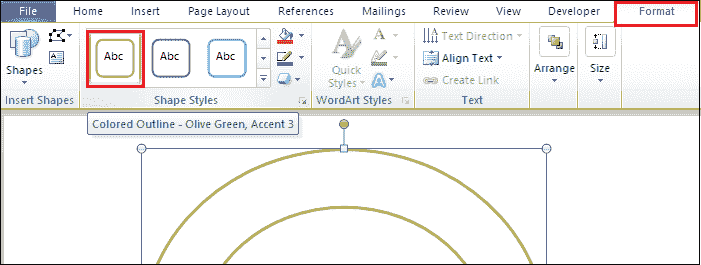 File Home Insert Page Layout References Mailings Review View Developer Format
Abc Abc Abc
Text Direction
Shapes Quick Styles Align Text Arrange Size
Create Link
Insert Shapes Shape Styles WordArt Styles Text
Colored Outline - Olive Green, Accent 3